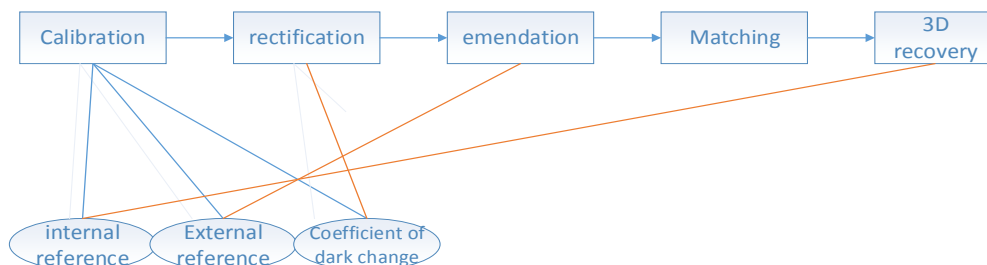 Calibration
rectification
emendation
Matching
3D
recovery
internal
reference
External
reference
Coefficient of
dark change